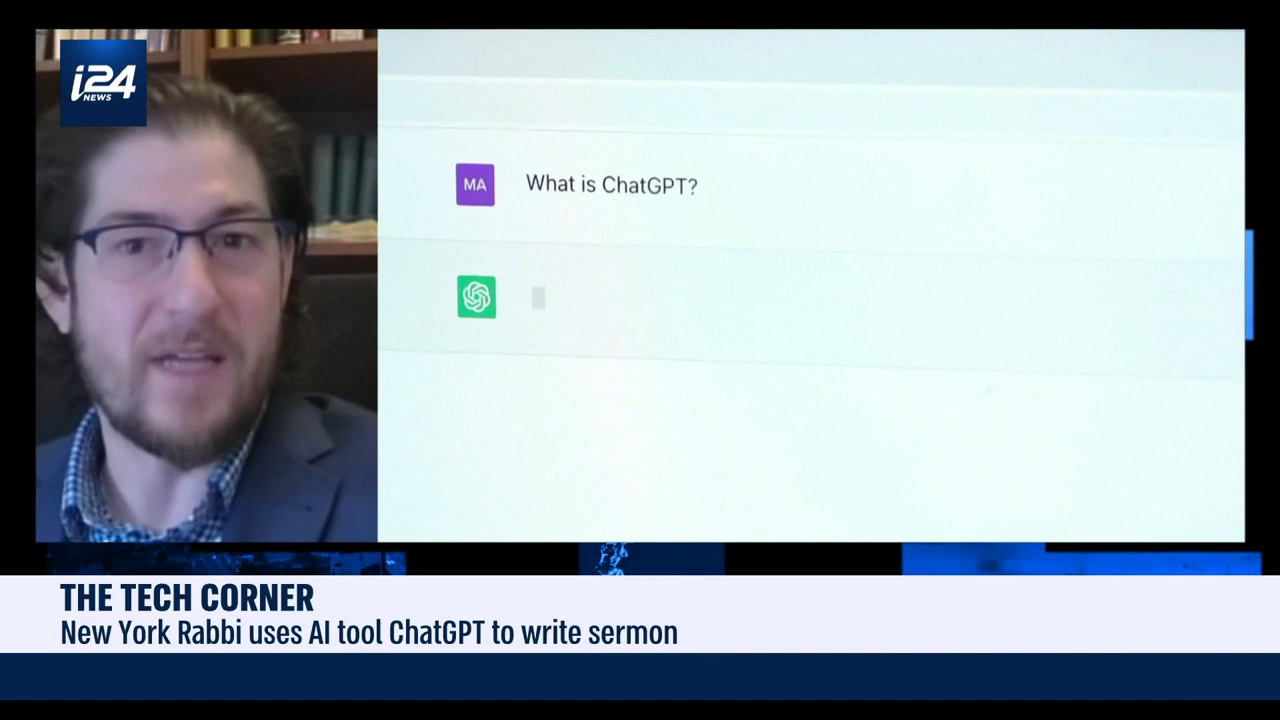 i24
NEWS
MA
What is ChatGPT?
THE TECH CORNER
New York Rabbi uses AI tool ChatGPT to write sermon